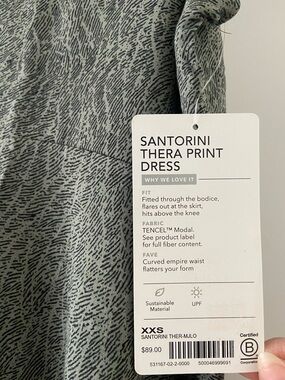 SANTORINI
THERA PRINT
DRESS
WHY WE LOVE IT
FIT
Fitted through the bodice,
flares out at the skirt,
hits above the knee
FABRIC
TENCEL™ Modal.
See product label
for full fiber content.
FAVE
Curved empire waist
flatters your form
Sustainable
Material
UPF
XXS
SANTORINI THER-MJLO
$89.00
531167-02-2-0000
500046999691
Certified
B
Corporation